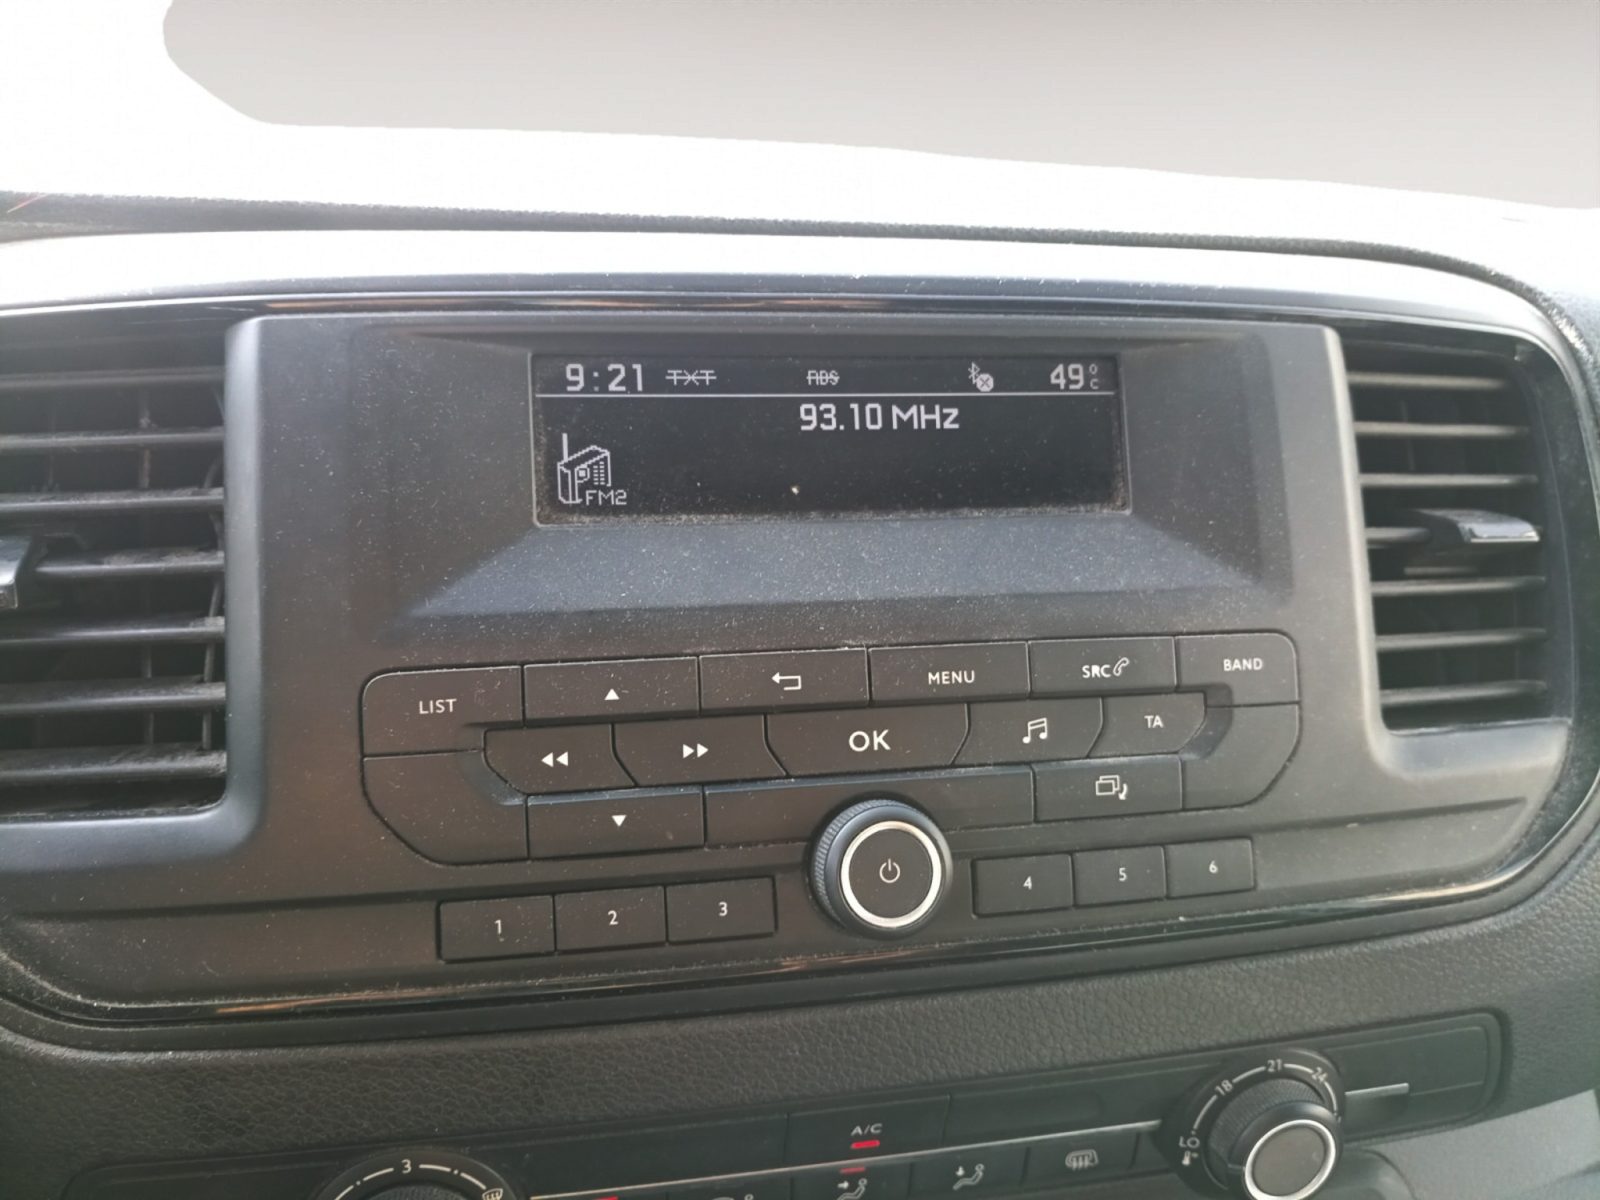 9:21 TXT RDS 49°C
93.10 MHz
FM2
LIST MENU SRC BAND
OK TA
1 2 3 4 5 6
18 21 24
LO
A/C
3